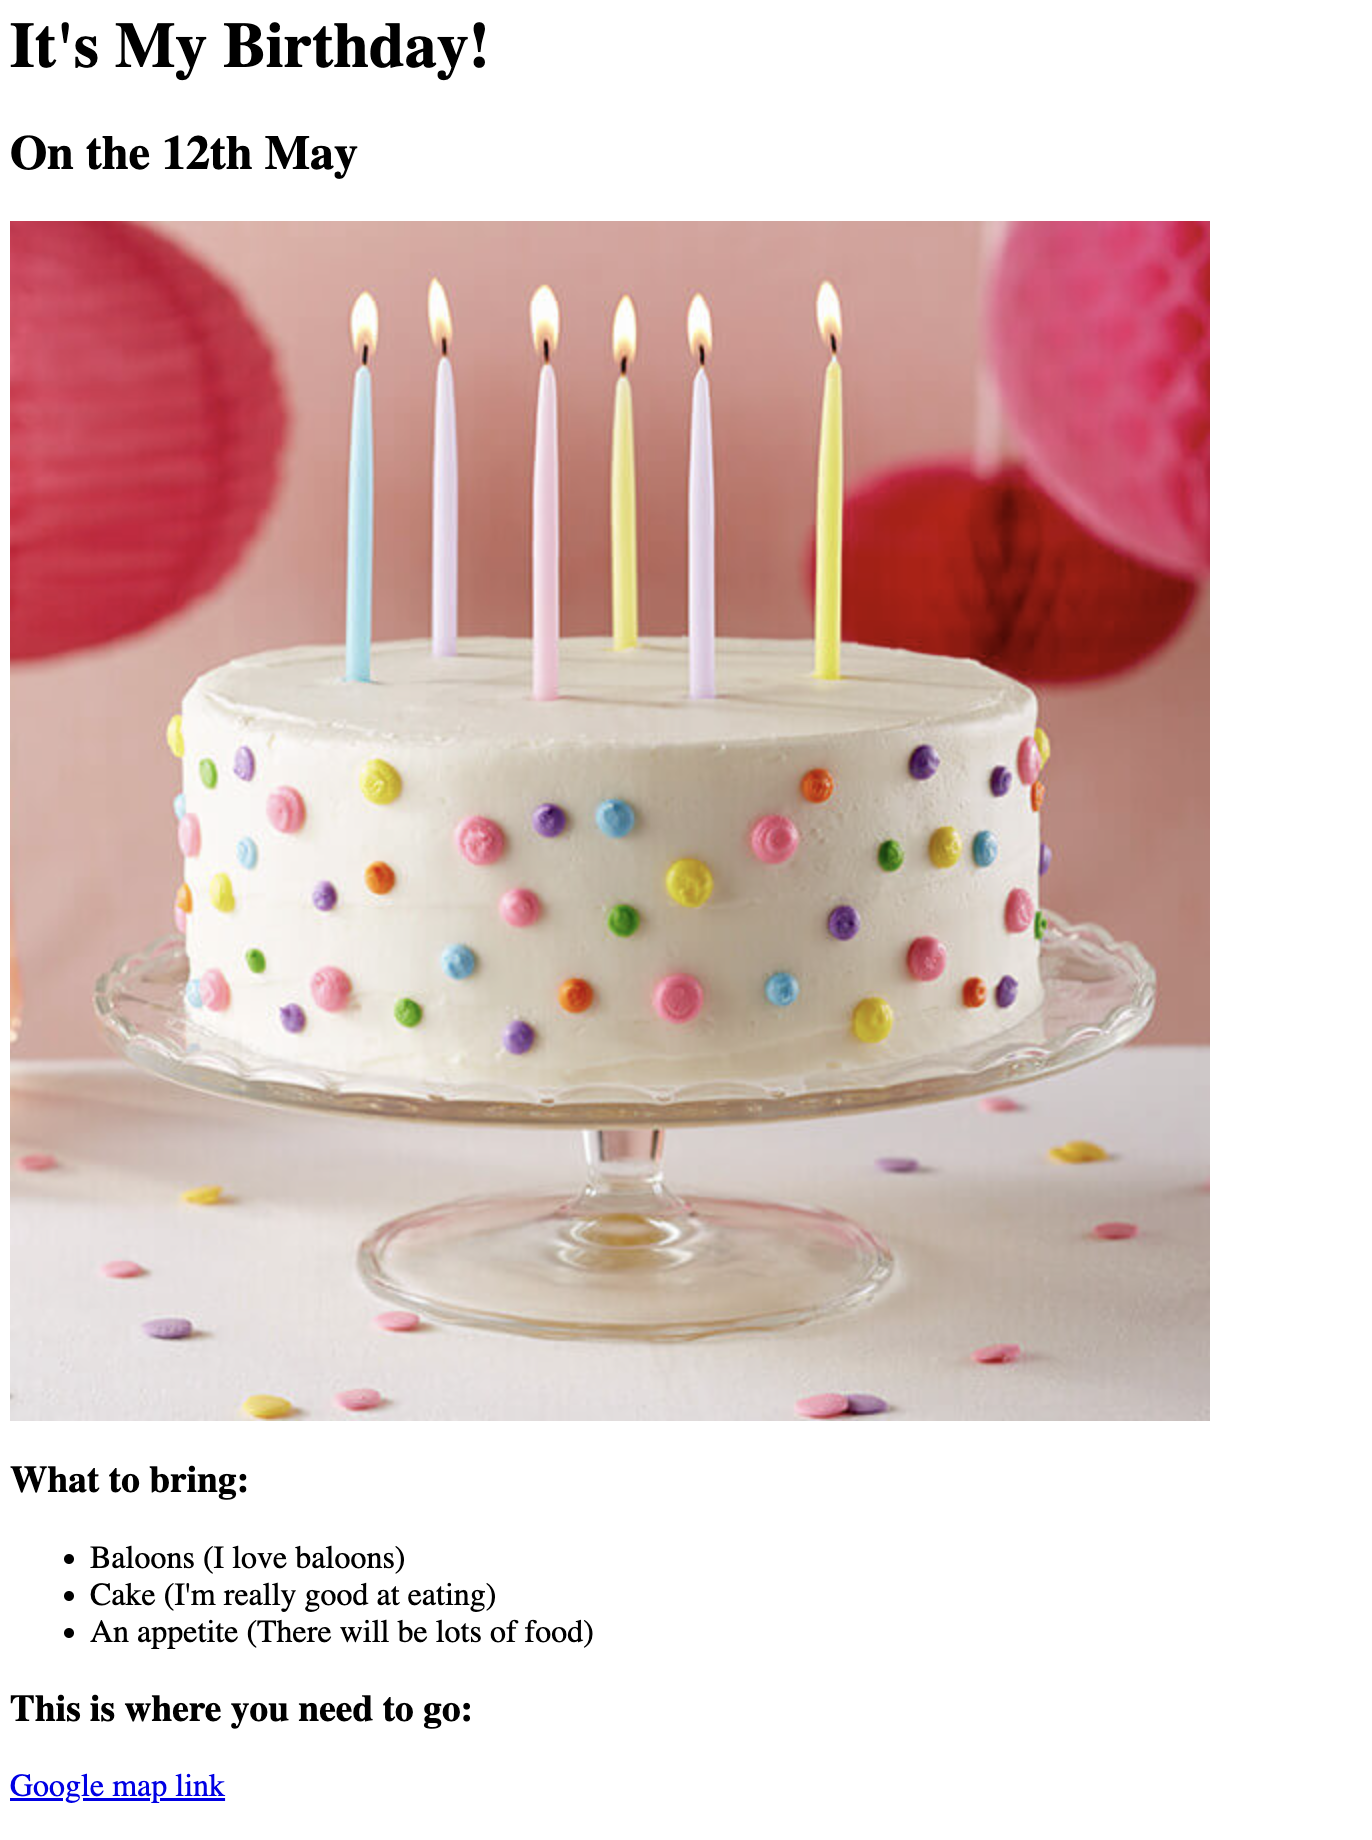 It's My Birthday!
On the 12th May
What to bring:
Baloons (I love baloons)
Cake (I'm really good at eating)
An appetite (There will be lots of food)
This is where you need to go:
Google map link